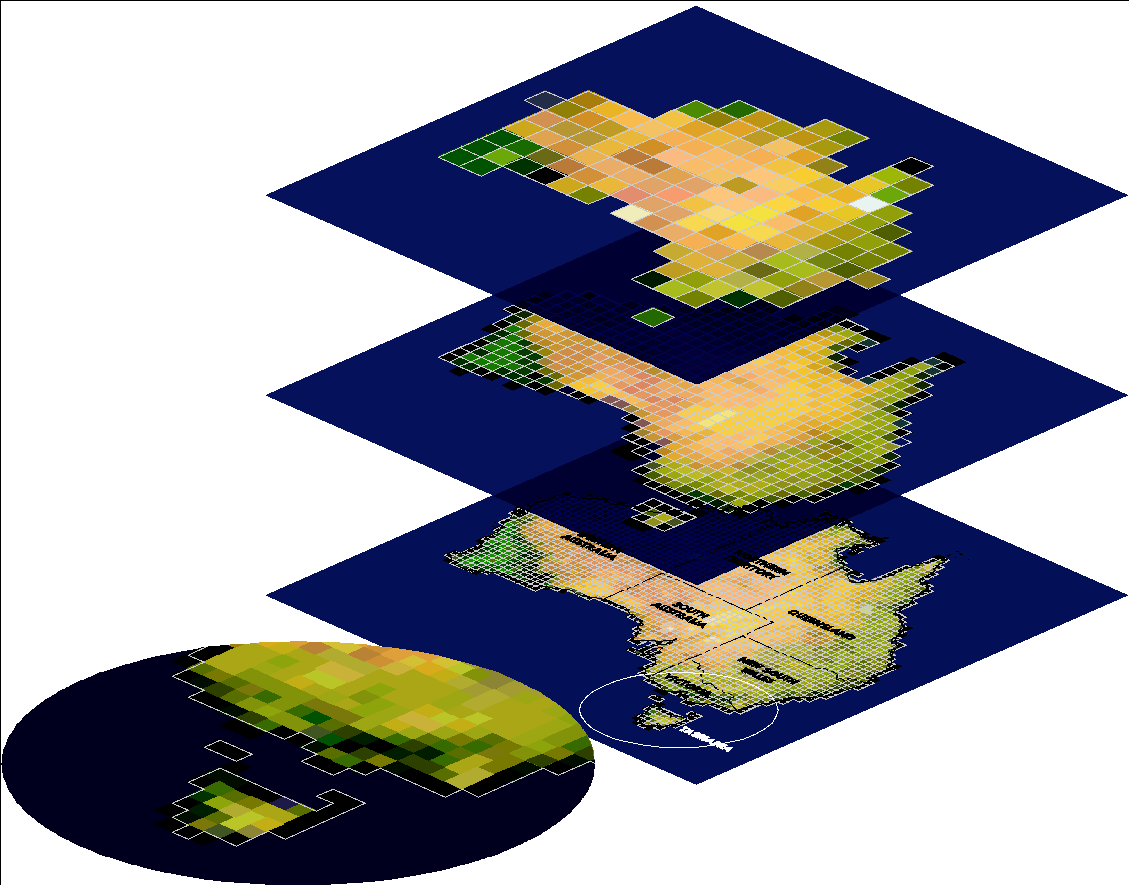 WESTERN
AUSTRALIA
NORTHERN
TERRITORY
SOUTH
AUSTRALIA
QUEENSLAND
NEW SOUTH
WALES
VICTORIA
TASMANIA